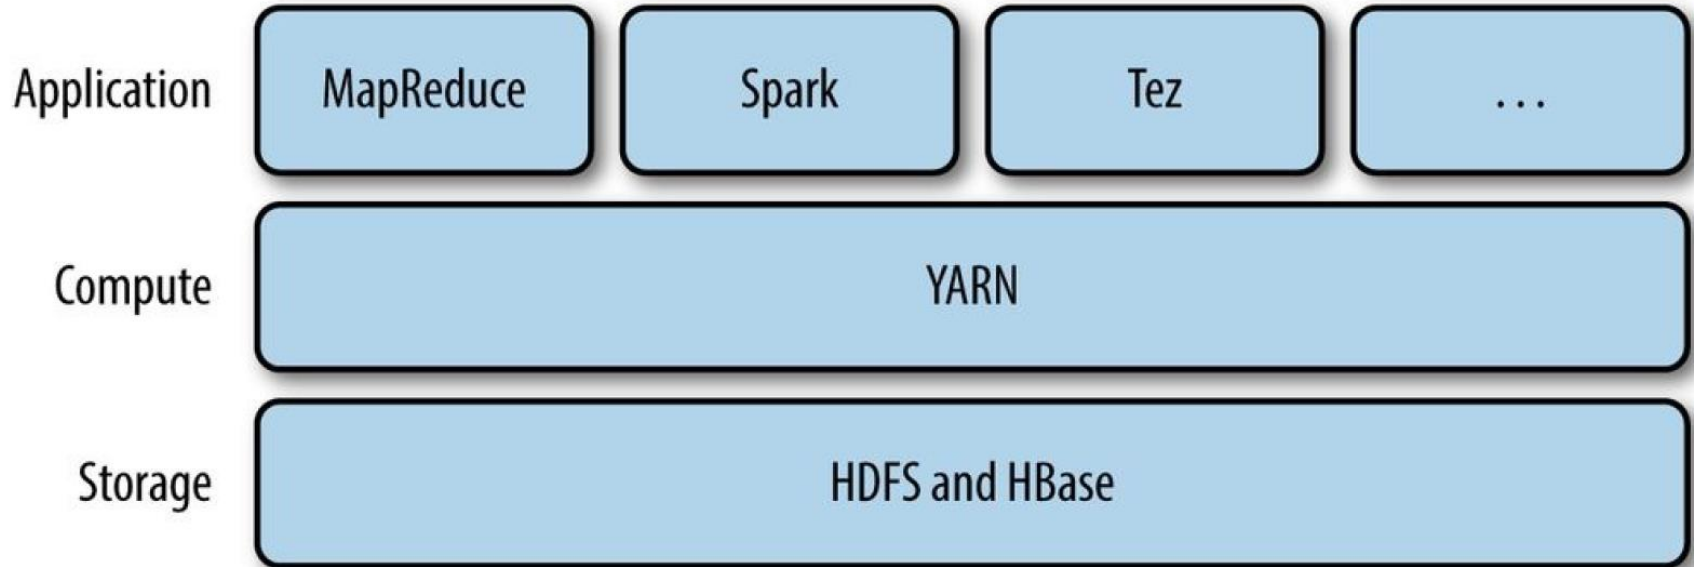 Application MapReduce Spark Tez ...
Compute YARN
Storage HDFS and HBase